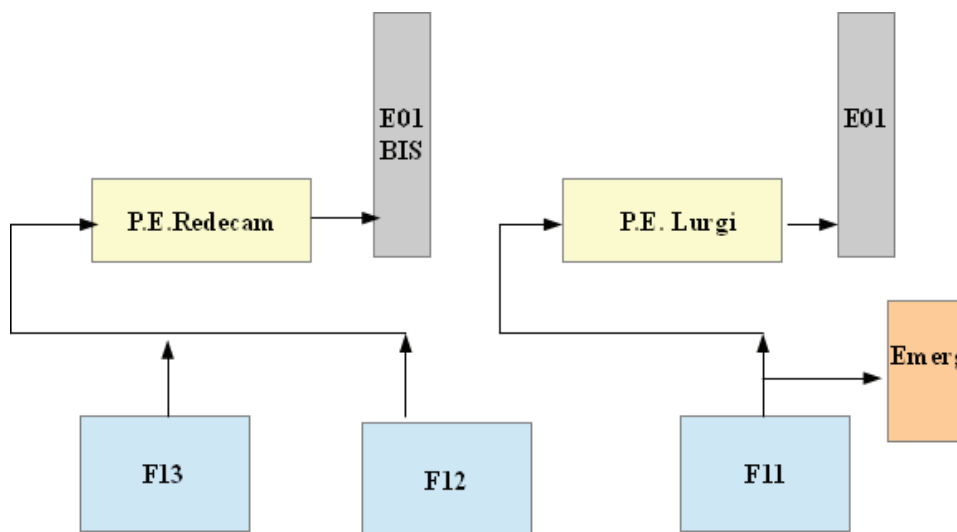 E01
BIS
E01
P.E.Redecam
P.E. Lurgi
Emerg
F13
F12
F11